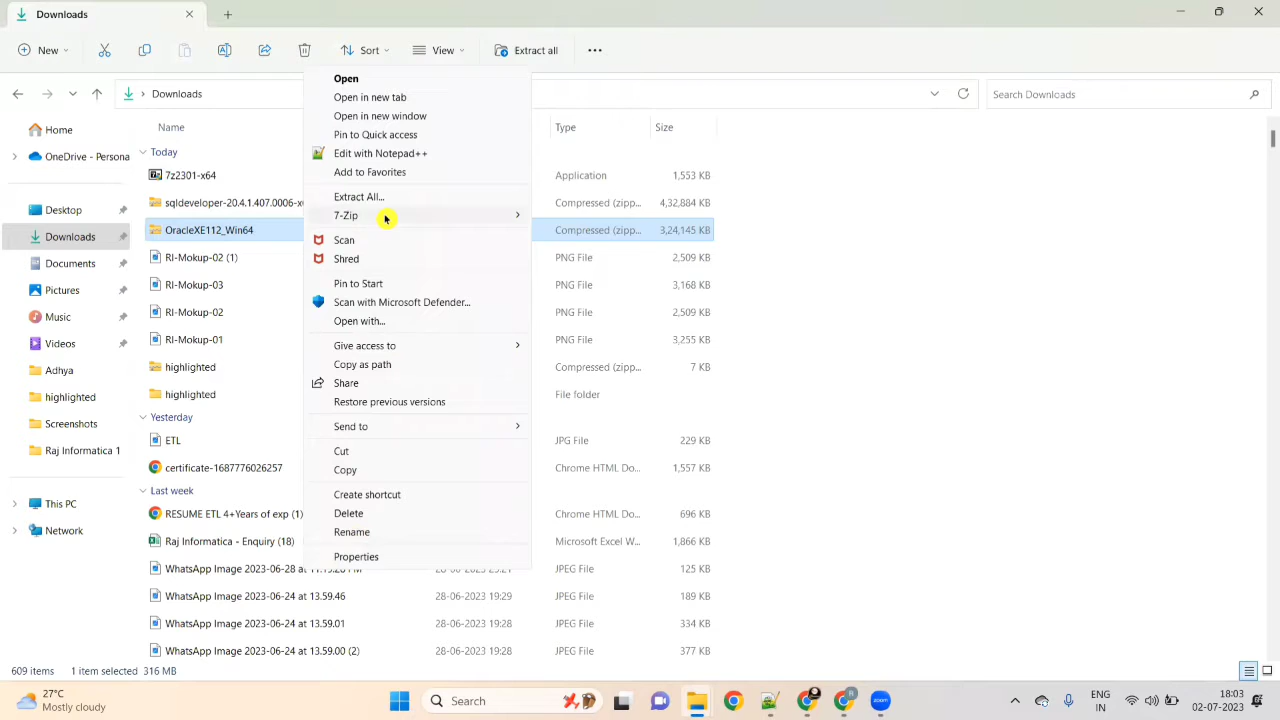 Downloads
New
Sort
View
Extract all
Downloads
Search Downloads
Open
Open in new tab
Open in new window
Pin to Quick access
Edit with Notepad++
Add to Favorites
Extract All...
7-Zip
Scan
Shred
Pin to Start
Scan with Microsoft Defender...
Open with...
Give access to
Copy as path
Share
Restore previous versions
Send to
Cut
Copy
Create shortcut
Delete
Rename
Properties
Home
OneDrive - Persona
Desktop
Downloads
Documents
Pictures
Music
Videos
Adhya
highlighted
Screenshots
Raj Informatica 1
This PC
Network
Name Type Size
Today
7z2301-x64 Application 1,553 KB
sqldeveloper-20.4.1.407.0006-x Compressed (zipp... 4,32,884 KB
OracleXE112_Win64 Compressed (zipp... 3,24,145 KB
RI-Mokup-02 (1) PNG File 2,509 KB
RI-Mokup-03 PNG File 3,168 KB
RI-Mokup-02 PNG File 2,509 KB
RI-Mokup-01 PNG File 3,255 KB
highlighted Compressed (zipp... 7 KB
highlighted File folder
Yesterday
ETL JPG File 229 KB
certificate-1687776026257 Chrome HTML Do... 1,557 KB
Last week
RESUME ETL 4+Years of exp (1) Chrome HTML Do... 696 KB
Raj Informatica - Enquiry (18) Microsoft Excel W... 1,866 KB
WhatsApp Image 2023-06-28 JPEG File 125 KB
WhatsApp Image 2023-06-24 at 13.59.46 28-06-2023 19:29 JPEG File 189 KB
WhatsApp Image 2023-06-24 at 13.59.01 28-06-2023 19:28 JPEG File 334 KB
WhatsApp Image 2023-06-24 at 13.59.00 (2) 28-06-2023 19:28 JPEG File 377 KB
609 items 1 item selected 316 MB
27°C
Mostly cloudy
Search
zoom
ENG
IN
18:03
02-07-2023